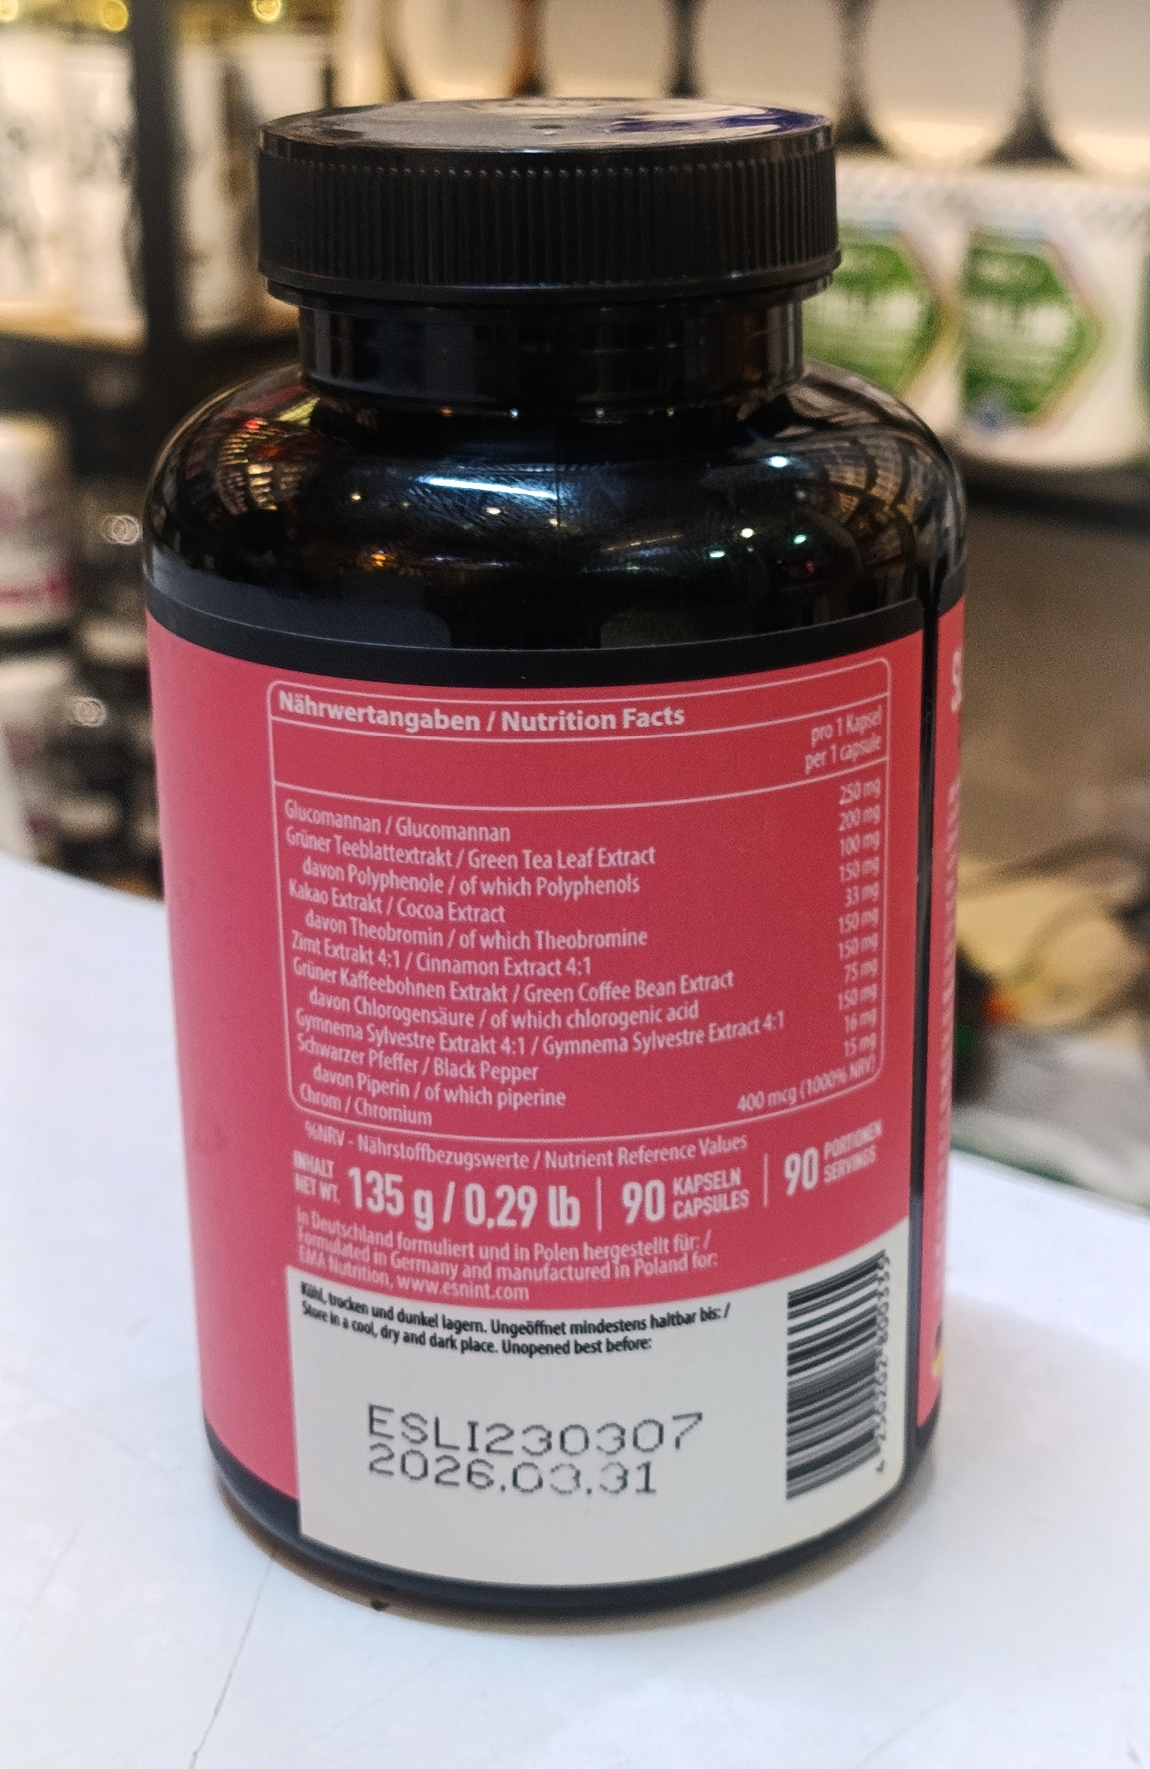 Nährwertangaben / Nutrition Facts
pro 1 Kapsel
per 1 capsule
Glucomannan / Glucomannan 250 mg
Grüner Teeblattextrakt / Green Tea Leaf Extract 200 mg
davon Polyphenole / of which Polyphenols 100 mg
Kakao Extrakt / Cocoa Extract 150 mg
davon Theobromin / of which Theobromine 33 mg
Zimt Extrakt 4:1 / Cinnamon Extract 4:1 150 mg
Grüner Kaffeebohnen Extrakt / Green Coffee Bean Extract 150 mg
davon Chlorogensäure / of which chlorogenic acid 75 mg
Gymnema Sylvestre Extrakt 4:1 / Gymnema Sylvestre Extract 4:1 150 mg
Schwarzer Pfeffer / Black Pepper 16 mg
davon Piperin / of which piperine 15 mg
Chrom / Chromium 400 mcg (1000% NRV)
%NRV - Nährstoffbezugswerte / Nutrient Reference Values
INHALT
NET WT. 135 g / 0,29 lb | 90 KAPSELN CAPSULES | 90 PORTIONEN SERVINGS
In Deutschland formuliert und in Polen hergestellt für: /
Formulated in Germany and manufactured in Poland for:
EMA Nutrition, www.esnint.com
Kühl, trocken und dunkel lagern. Ungeöffnet mindestens haltbar bis: /
Store in a cool, dry and dark place. Unopened best before:
ESLI230307
2026.03.31